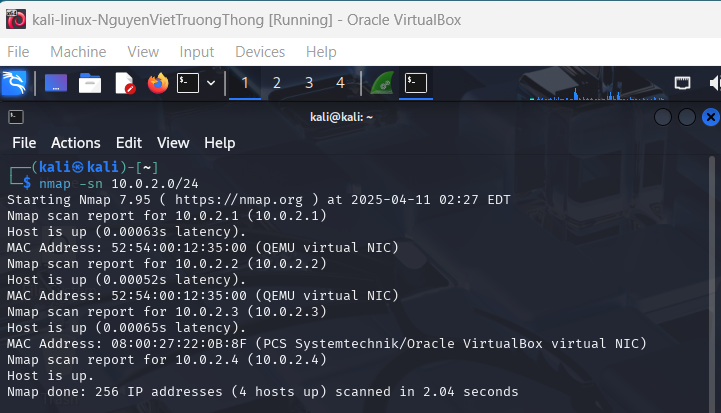 kali-linux-NguyenVietTruongThong [Running] - Oracle VirtualBox
File Machine View Input Devices Help
1 2 3 4
kali@kali: ~
File Actions Edit View Help
┌──(kali㉿kali)-[~]
└─$ nmap -sn 10.0.2.0/24
Starting Nmap 7.95 ( https://nmap.org ) at 2025-04-11 02:27 EDT
Nmap scan report for 10.0.2.1 (10.0.2.1)
Host is up (0.00063s latency).
MAC Address: 52:54:00:12:35:00 (QEMU virtual NIC)
Nmap scan report for 10.0.2.2 (10.0.2.2)
Host is up (0.00052s latency).
MAC Address: 52:54:00:12:35:00 (QEMU virtual NIC)
Nmap scan report for 10.0.2.3 (10.0.2.3)
Host is up (0.00065s latency).
MAC Address: 08:00:27:22:0B:8F (PCS Systemtechnik/Oracle VirtualBox virtual NIC)
Nmap scan report for 10.0.2.4 (10.0.2.4)
Host is up.
Nmap done: 256 IP addresses (4 hosts up) scanned in 2.04 seconds